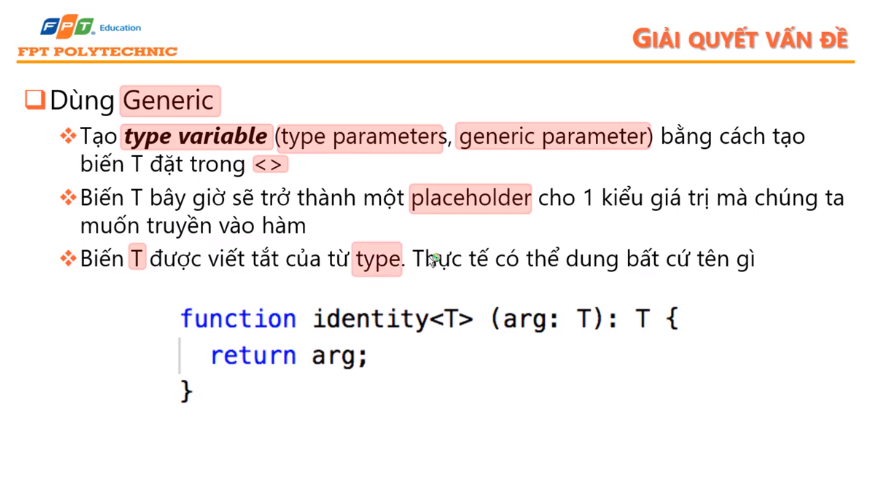 FPT Education
FPT POLYTECHNIC
GIẢI QUYẾT VẤN ĐỀ
Dùng Generic
Tạo type variable (type parameters, generic parameter) bằng cách tạo
biến T đặt trong <>
Biến T bây giờ sẽ trở thành một placeholder cho 1 kiểu giá trị mà chúng ta
muốn truyền vào hàm
Biến T được viết tắt của từ type. Thực tế có thể dung bất cứ tên gì
function identity<T> (arg: T): T {
return arg;
}